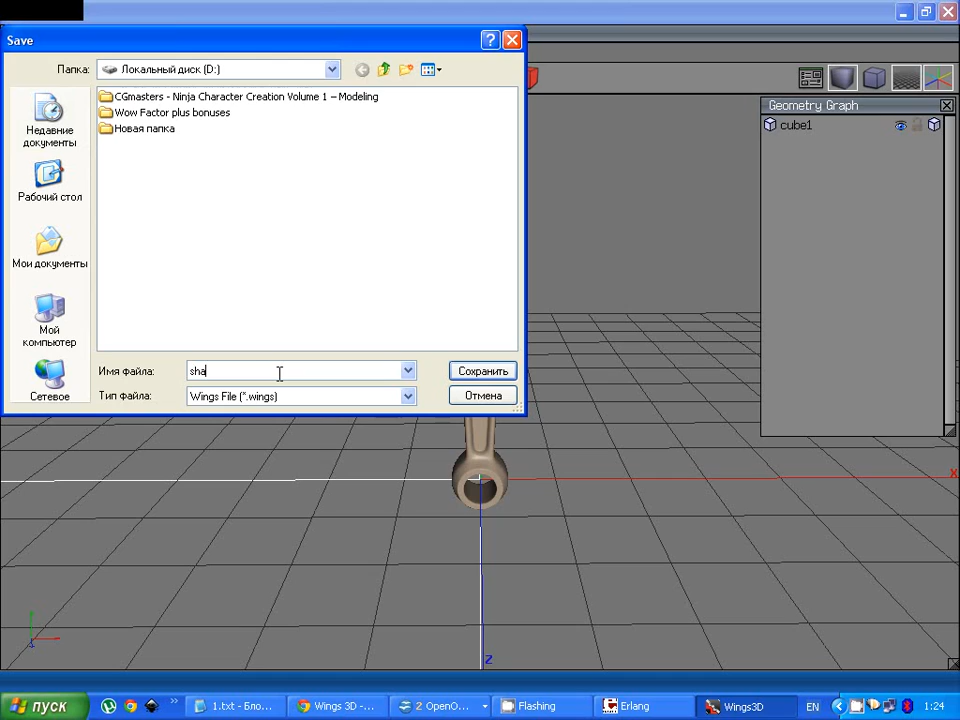 Save
Папка:
Локальный диск (D:)
CGmasters - Ninja Character Creation Volume 1 – Modeling
Wow Factor plus bonuses
Новая папка
Недавние
документы
Рабочий стол
Мои документы
Мой
компьютер
Сетевое
Имя файла:
sha
Сохранить
Тип файла:
Wings File (*.wings)
Отмена
Geometry Graph
cube1
X
Z
пуск
1.txt - Бло...
Wings 3D -...
2 OpenO...
Flashing
Erlang
Wings3D
EN
1:24